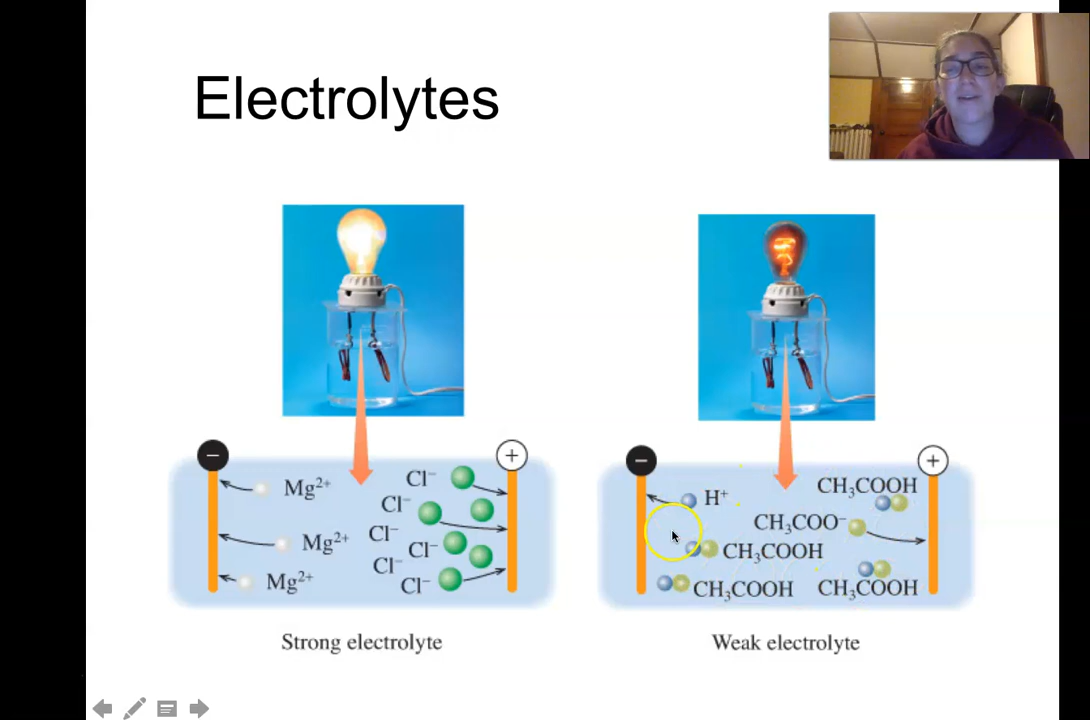 Electrolytes
−
+
Mg²⁺
Mg²⁺
Mg²⁺
Cl⁻
Cl⁻
Cl⁻
Cl⁻
Cl⁻
Cl⁻
Strong electrolyte
−
+
H⁺
CH₃COOH
CH₃COO⁻
CH₃COOH
CH₃COOH
CH₃COOH
Weak electrolyte